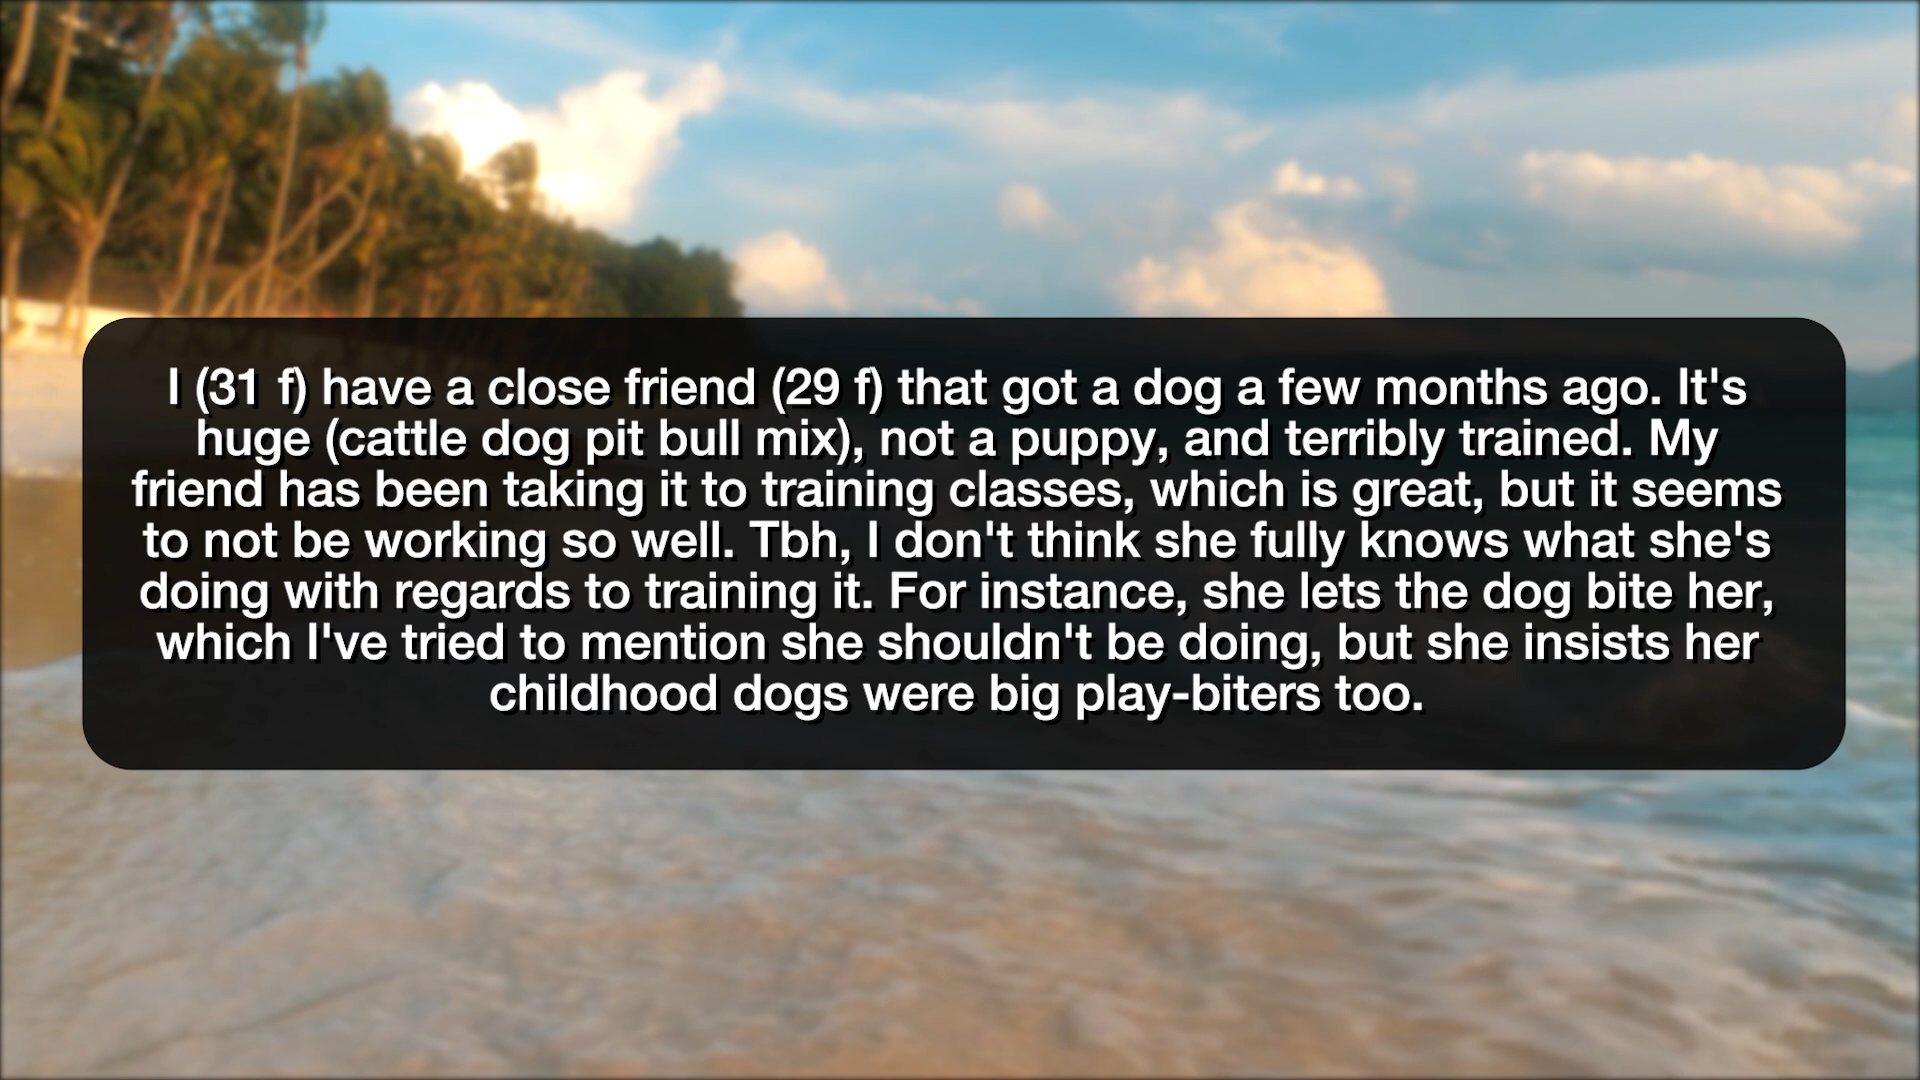 I (31 f) have a close friend (29 f) that got a dog a few months ago. It's
huge (cattle dog pit bull mix), not a puppy, and terribly trained. My
friend has been taking it to training classes, which is great, but it seems
to not be working so well. Tbh, I don't think she fully knows what she's
doing with regards to training it. For instance, she lets the dog bite her,
which I've tried to mention she shouldn't be doing, but she insists her
childhood dogs were big play-biters too.